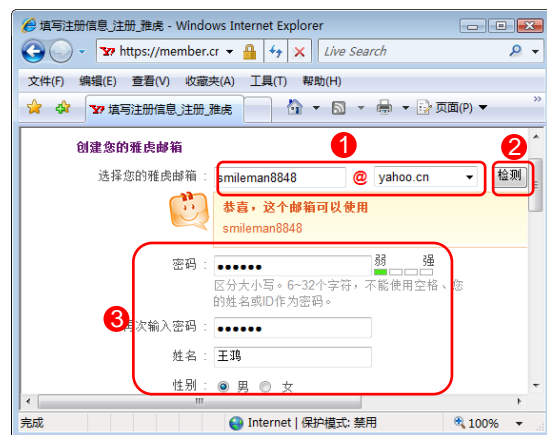 填写注册信息_注册_雅虎 - Windows Internet Explorer
https://member.cr
Live Search
文件(F) 编辑(E) 查看(V) 收藏夹(A) 工具(T) 帮助(H)
填写注册信息_注册_雅虎
页面(P)
创建您的雅虎邮箱
1
2
选择您的雅虎邮箱 : smileman8848 @ yahoo.cn 检测
恭喜，这个邮箱可以使用
smileman8848
密码 : ●●●●●● 弱 强
区分大小写。6~32个字符，不能使用空格、您
的姓名或ID作为密码。
3
再次输入密码 : ●●●●●●
姓名 : 王鸿
性别 : 男 女
完成 Internet | 保护模式: 禁用 100%